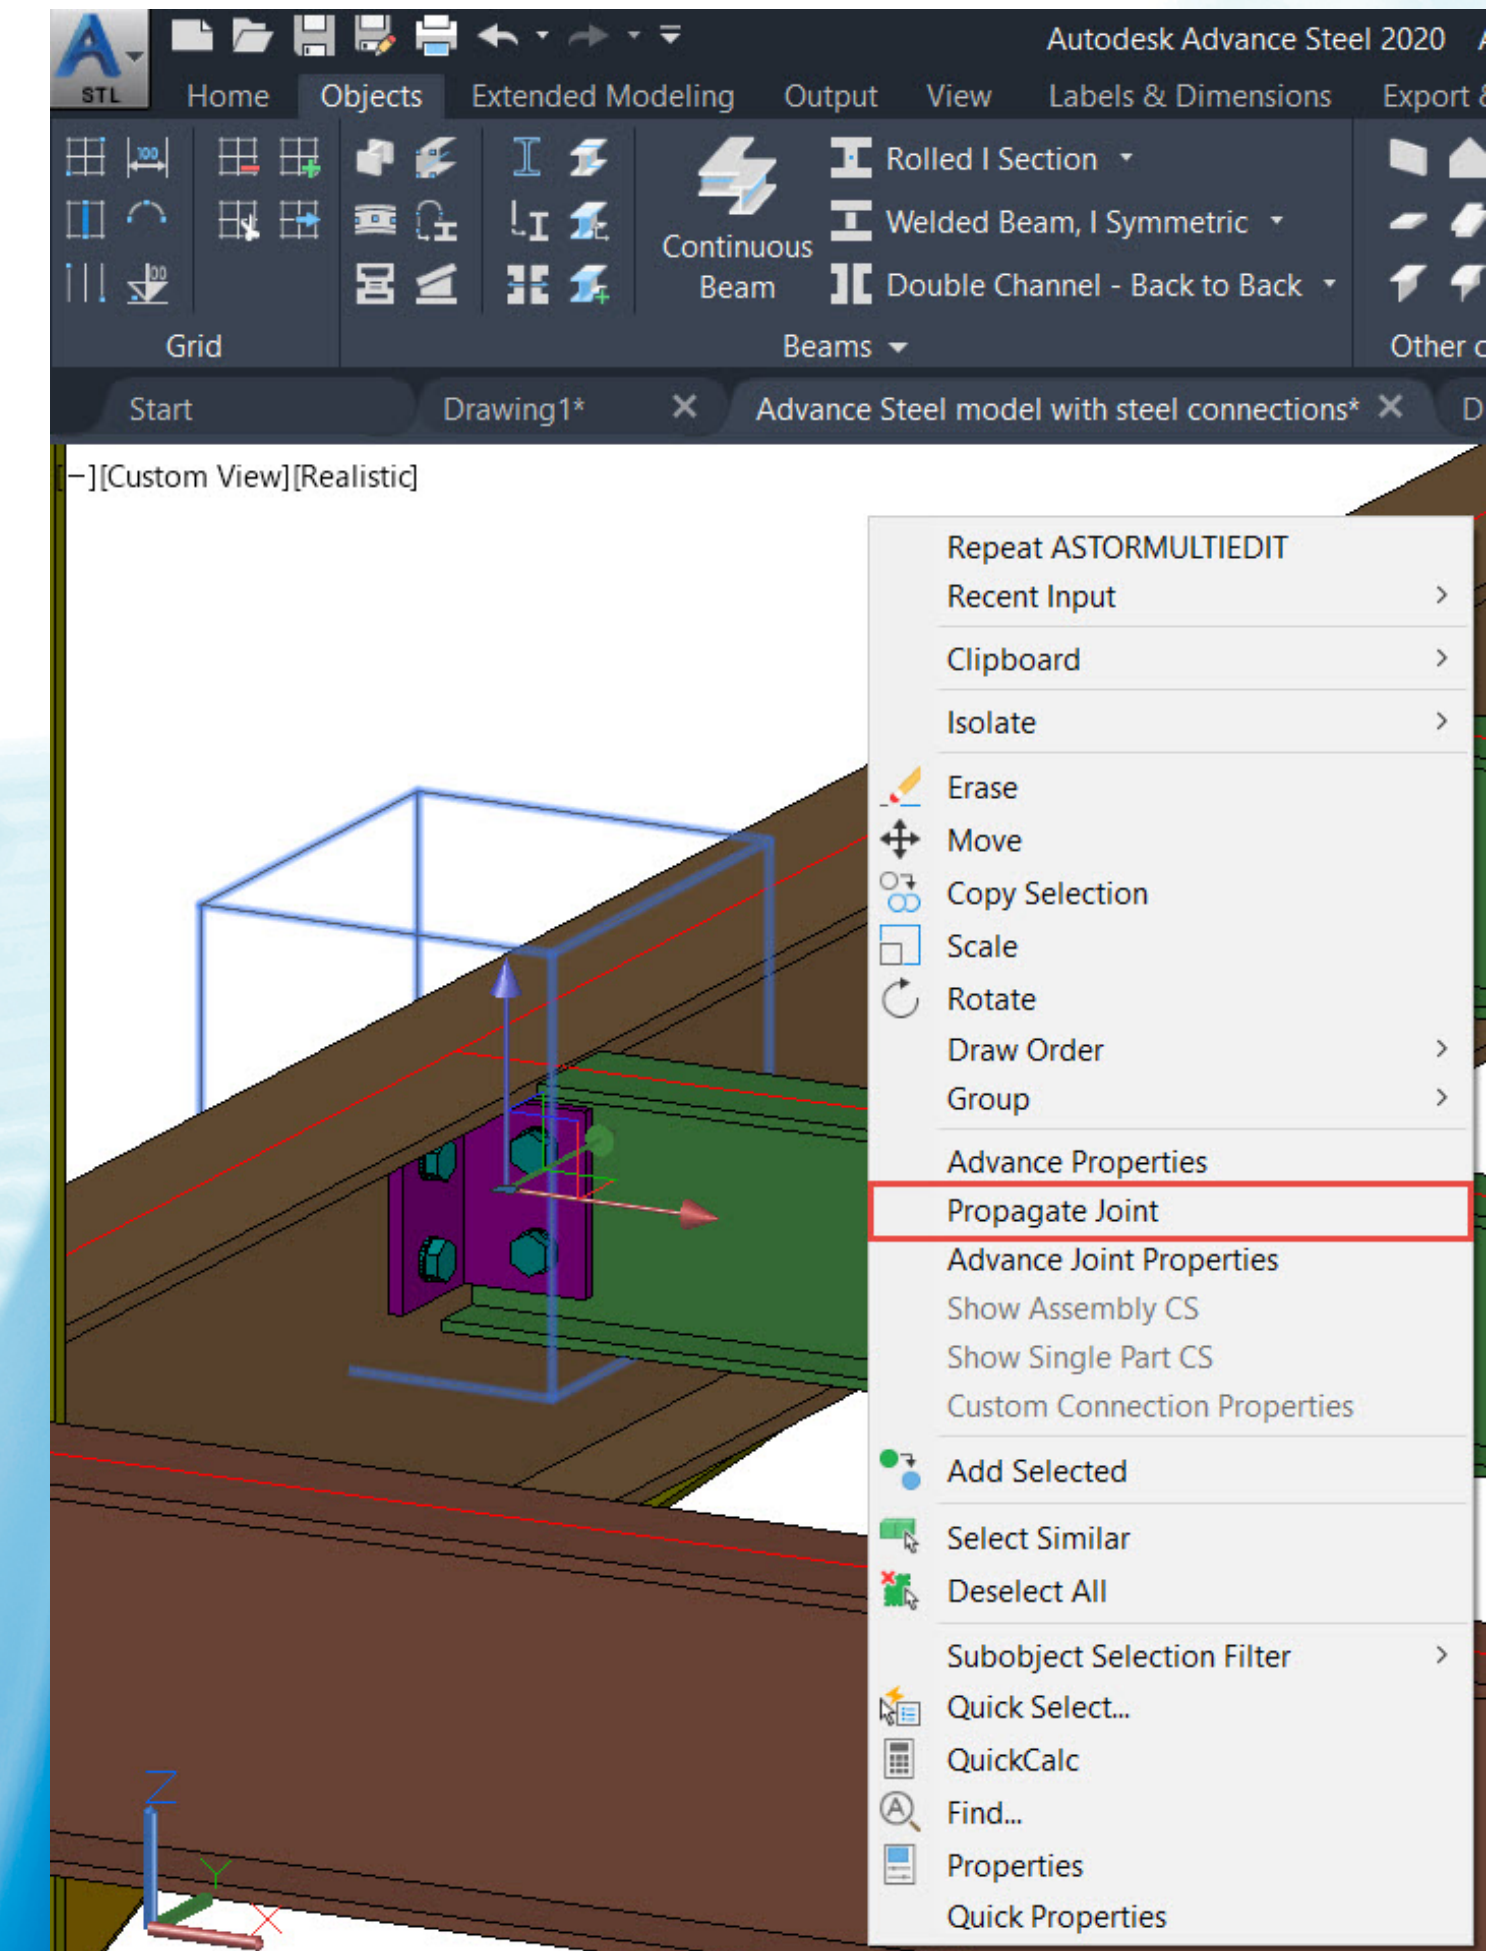 Autodesk Advance Steel 2020
STL
Home Objects Extended Modeling Output View Labels & Dimensions Export &
100
Rolled I Section
Welded Beam, I Symmetric
Continuous Beam
Double Channel - Back to Back
100
Grid
Beams
Other
Start
Drawing1*
Advance Steel model with steel connections*
D
[−][Custom View][Realistic]
Repeat ASTORMULTIEDIT
Recent Input
Clipboard
Isolate
Erase
Move
Copy Selection
Scale
Rotate
Draw Order
Group
Advance Properties
Propagate Joint
Advance Joint Properties
Show Assembly CS
Show Single Part CS
Custom Connection Properties
Add Selected
Select Similar
Deselect All
Subobject Selection Filter
Quick Select...
QuickCalc
Find...
Properties
Quick Properties
Z
Y
X